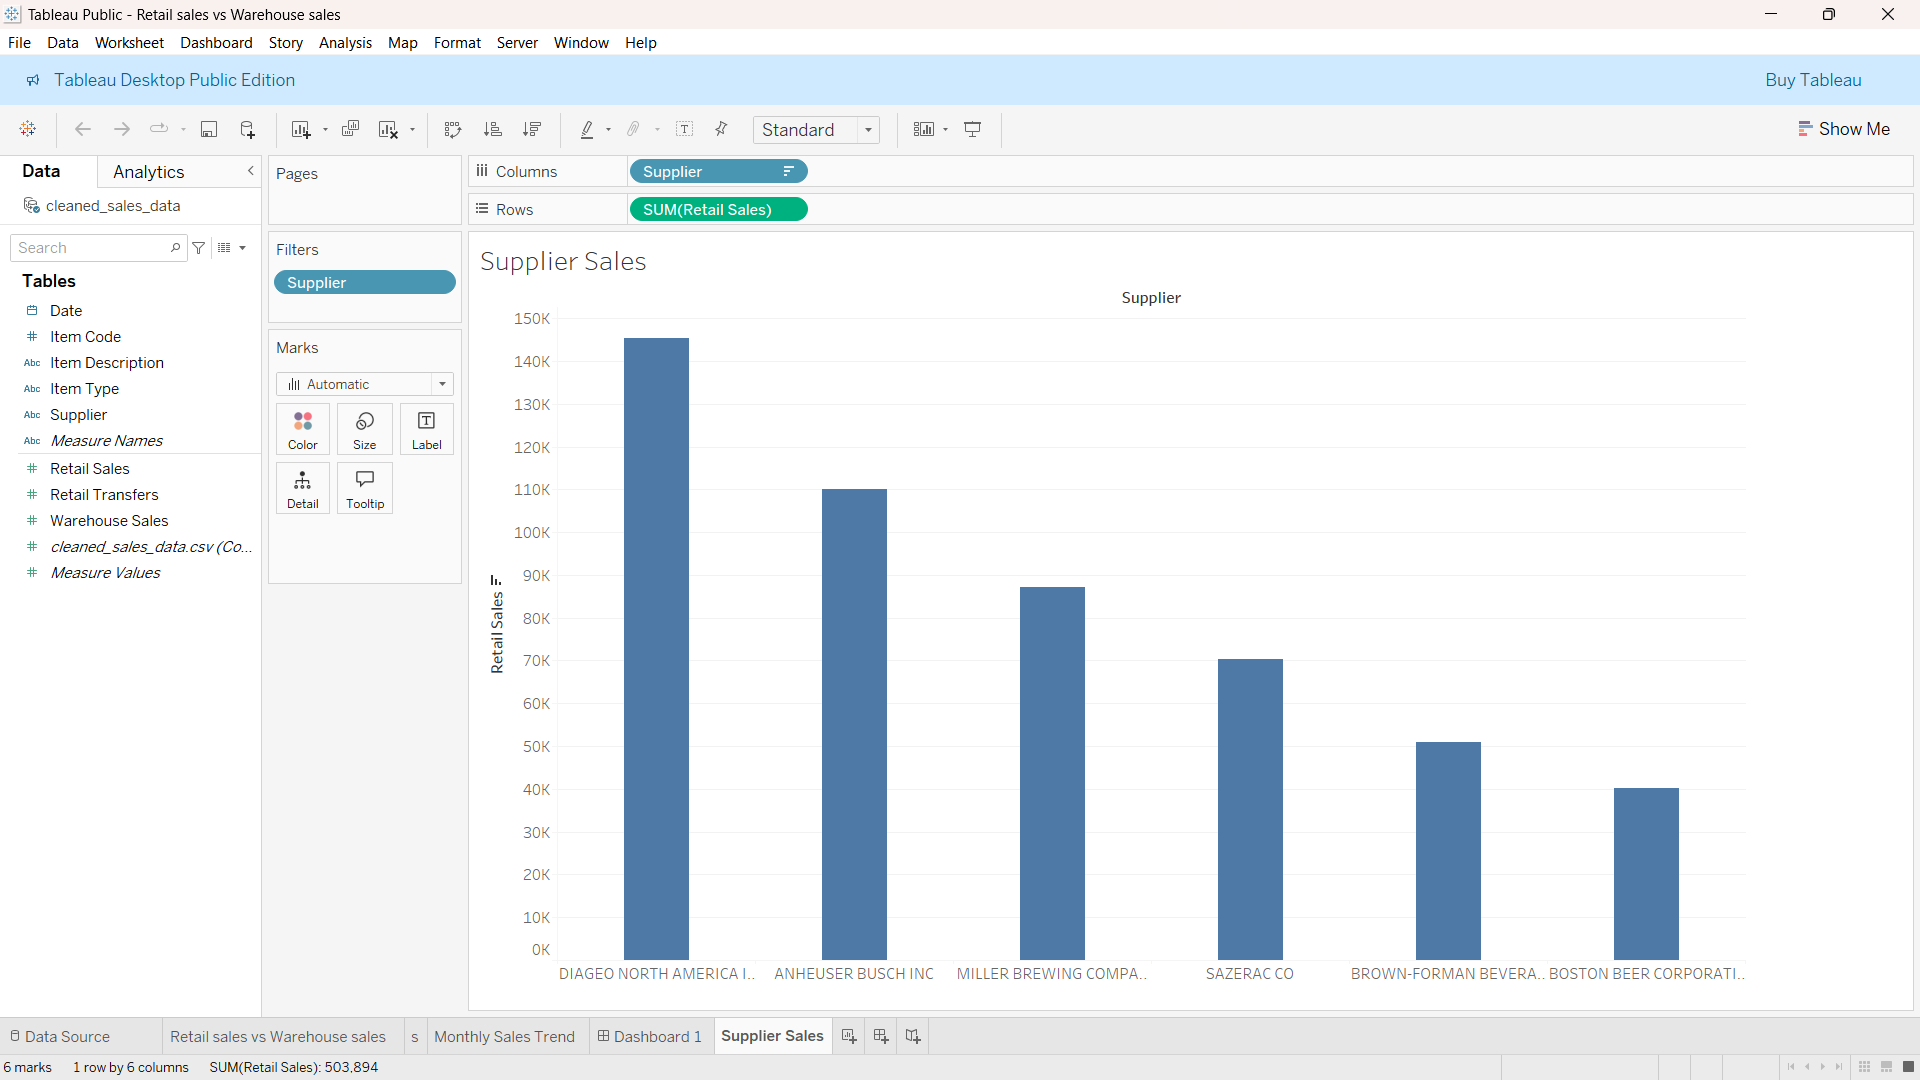 Tableau Public - Retail sales vs Warehouse sales
File Data Worksheet Dashboard Story Analysis Map Format Server Window Help
Tableau Desktop Public Edition
Buy Tableau
Standard
Show Me
Data
Analytics
cleaned_sales_data
Search
Tables
Date
Item Code
Abc Item Description
Abc Item Type
Abc Supplier
Abc Measure Names
Retail Sales
Retail Transfers
Warehouse Sales
cleaned_sales_data.csv (Co...
Measure Values
Pages
Filters
Supplier
Marks
Automatic
Color
Size
T
Label
Detail
Tooltip
Columns
Supplier
Rows
SUM(Retail Sales)
Supplier Sales
Supplier
150K
140K
130K
120K
110K
100K
90K
80K
70K
60K
50K
40K
30K
20K
10K
0K
Retail Sales
DIAGEO NORTH AMERICA I..
ANHEUSER BUSCH INC
MILLER BREWING COMPA..
SAZERAC CO
BROWN-FORMAN BEVERA..
BOSTON BEER CORPORATI..
Data Source
Retail sales vs Warehouse sales
s
Monthly Sales Trend
Dashboard 1
Supplier Sales
6 marks
1 row by 6 columns
SUM(Retail Sales): 503,894